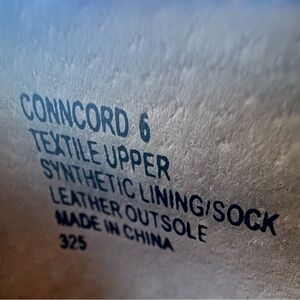 CONNCORD 6
TEXTILE UPPER
SYNTHETIC LINING/SOCK
LEATHER OUTSOLE
MADE IN CHINA
325